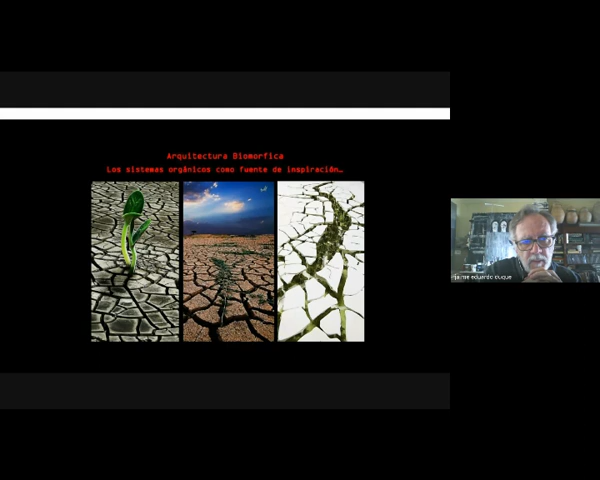 Arquitectura Biomorfica
Los sistemas orgánicos como fuente de inspiración…
jaime eduardo duque